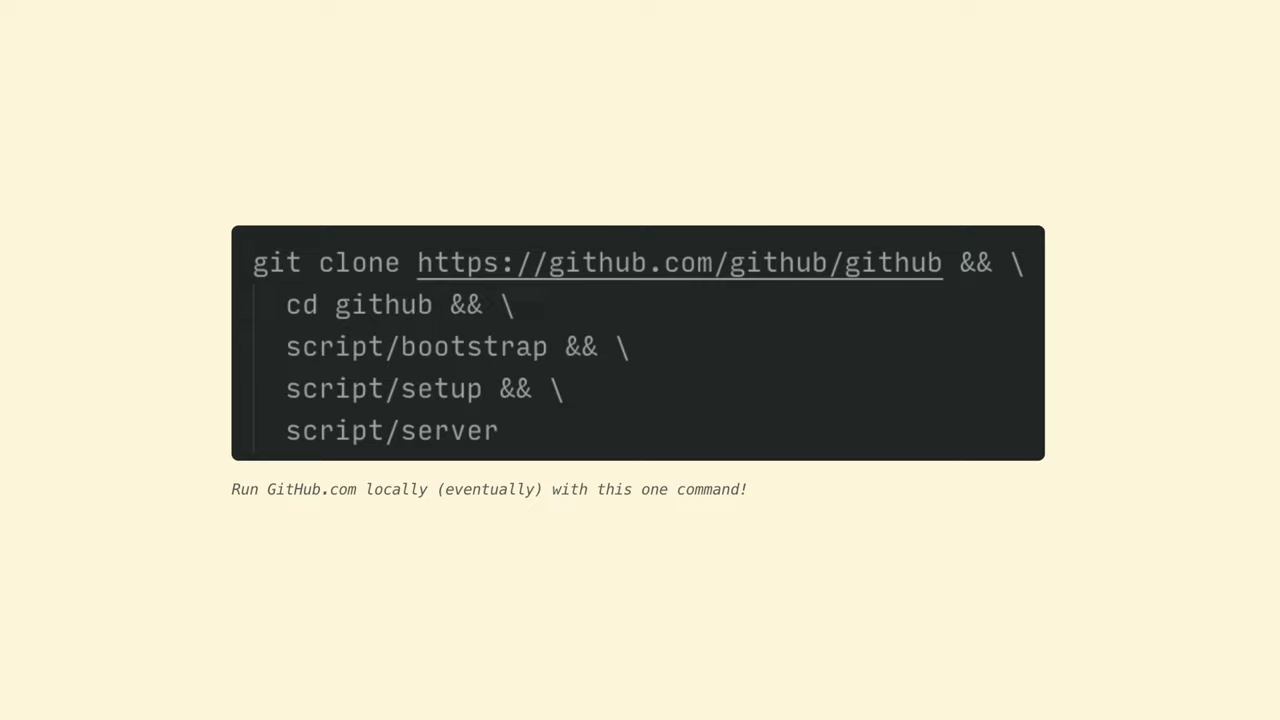 git clone https://github.com/github/github && \
cd github && \
script/bootstrap && \
script/setup && \
script/server
Run GitHub.com locally (eventually) with this one command!